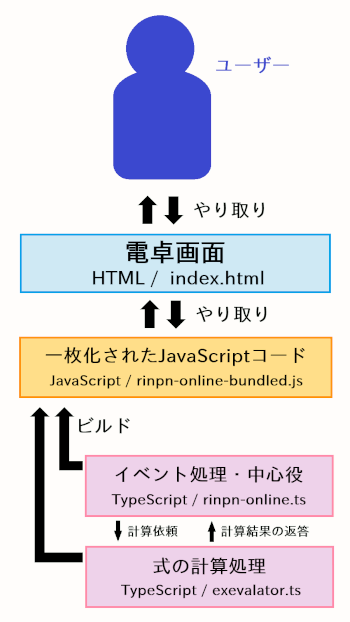 ユーザー
やり取り
電卓画面
HTML / index.html
やり取り
一枚化されたJavaScriptコード
JavaScript / rinpn-online-bundled.js
ビルド
イベント処理・中心役
TypeScript / rinpn-online.ts
計算依頼 計算結果の返答
式の計算処理
TypeScript / exevalator.ts